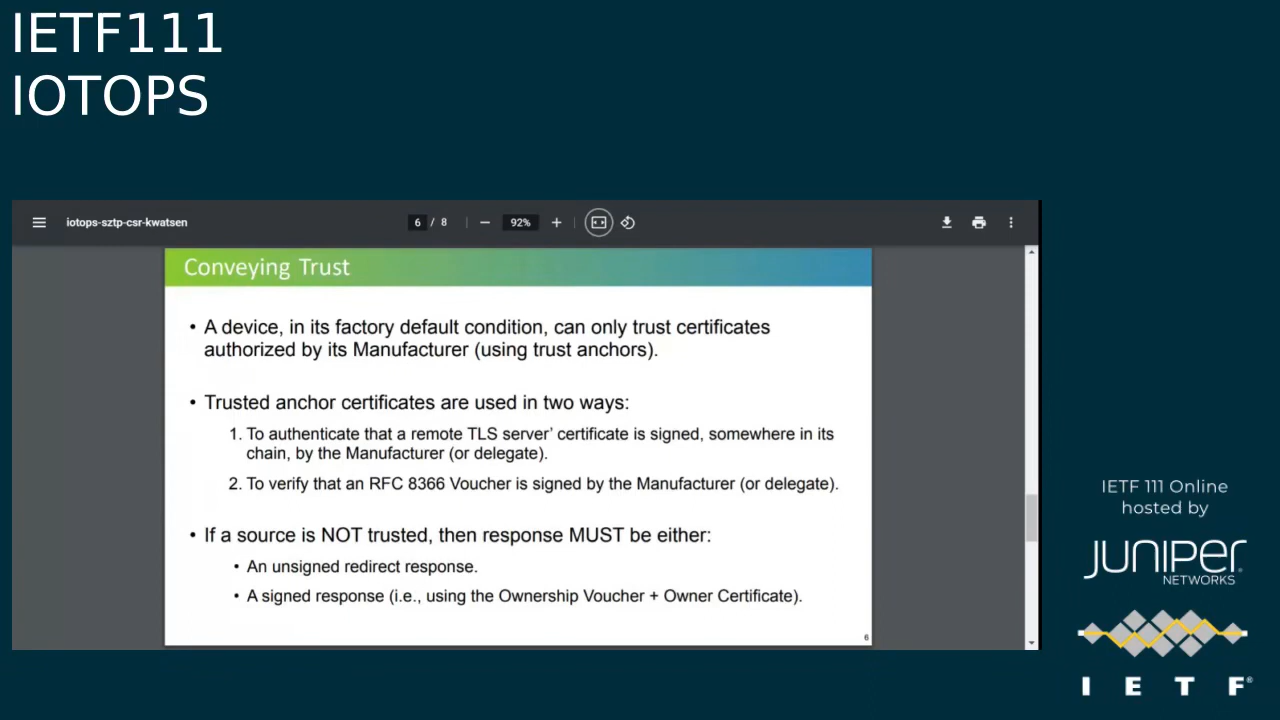 IETF111
IOTOPS
iotops-sztp-csr-kwatsen
6 / 8
92%
Conveying Trust
• A device, in its factory default condition, can only trust certificates
authorized by its Manufacturer (using trust anchors).
• Trusted anchor certificates are used in two ways:
1. To authenticate that a remote TLS server’ certificate is signed, somewhere in its
chain, by the Manufacturer (or delegate).
2. To verify that an RFC 8366 Voucher is signed by the Manufacturer (or delegate).
• If a source is NOT trusted, then response MUST be either:
• An unsigned redirect response.
• A signed response (i.e., using the Ownership Voucher + Owner Certificate).
6
IETF 111 Online
hosted by
JUNIPER
NETWORKS
I E T F®